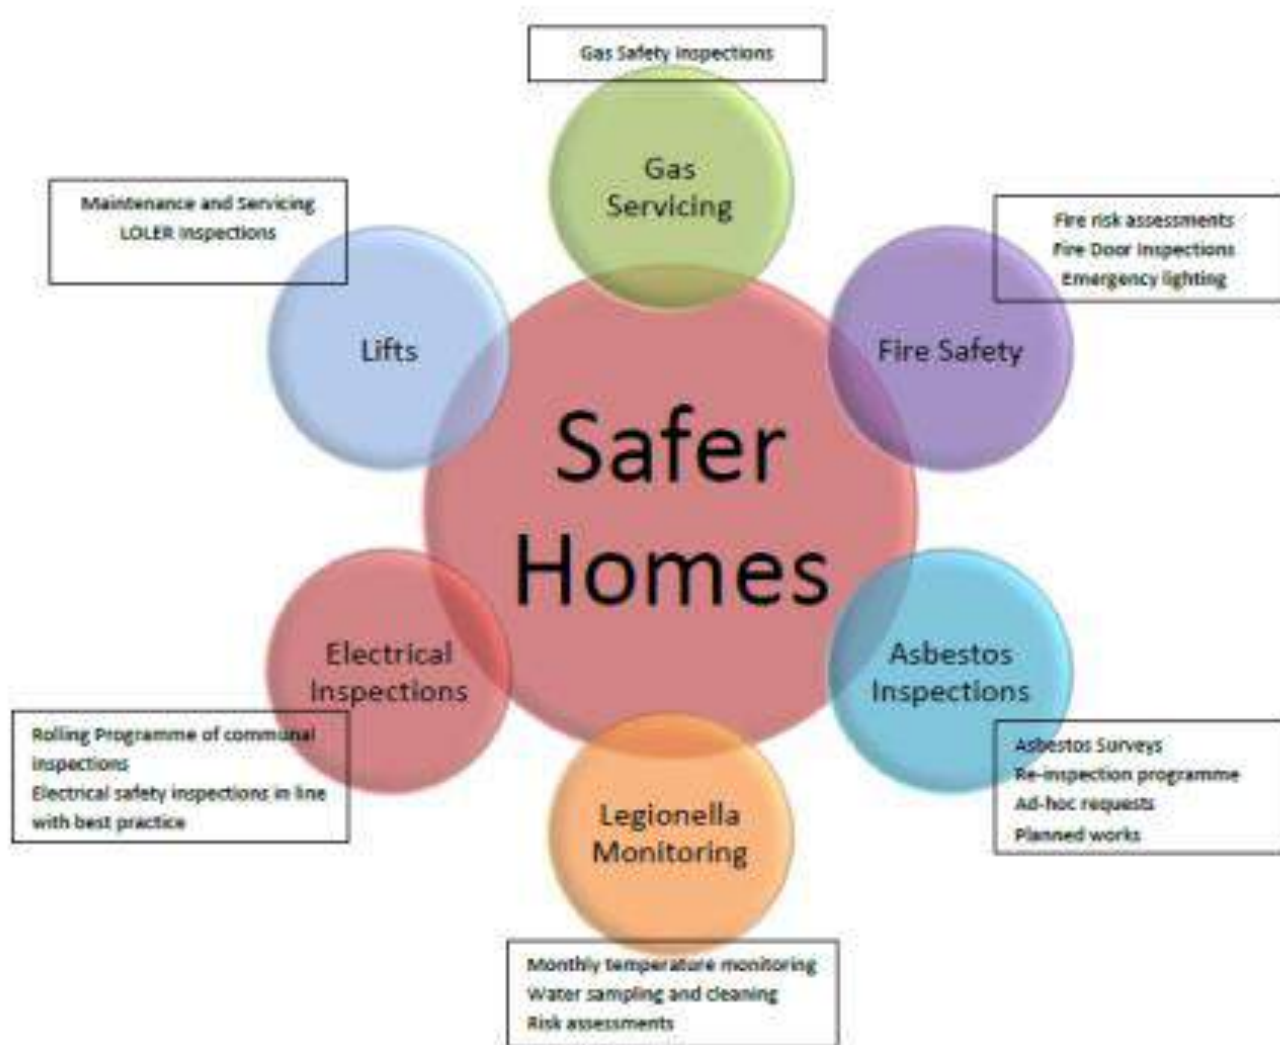 Gas Safety Inspections
Gas
Servicing
Maintenance and Servicing
LOLER Inspections
Lifts
Fire risk assessments
Fire Door Inspections
Emergency lighting
Fire Safety
Safer
Homes
Electrical
Inspections
Rolling Programme of communal
inspections
Electrical safety inspections in line
with best practice
Asbestos
Inspections
Asbestos Surveys
Re-inspection programme
Ad-hoc requests
Planned works
Legionella
Monitoring
Monthly temperature monitoring
Water sampling and cleaning
Risk assessments